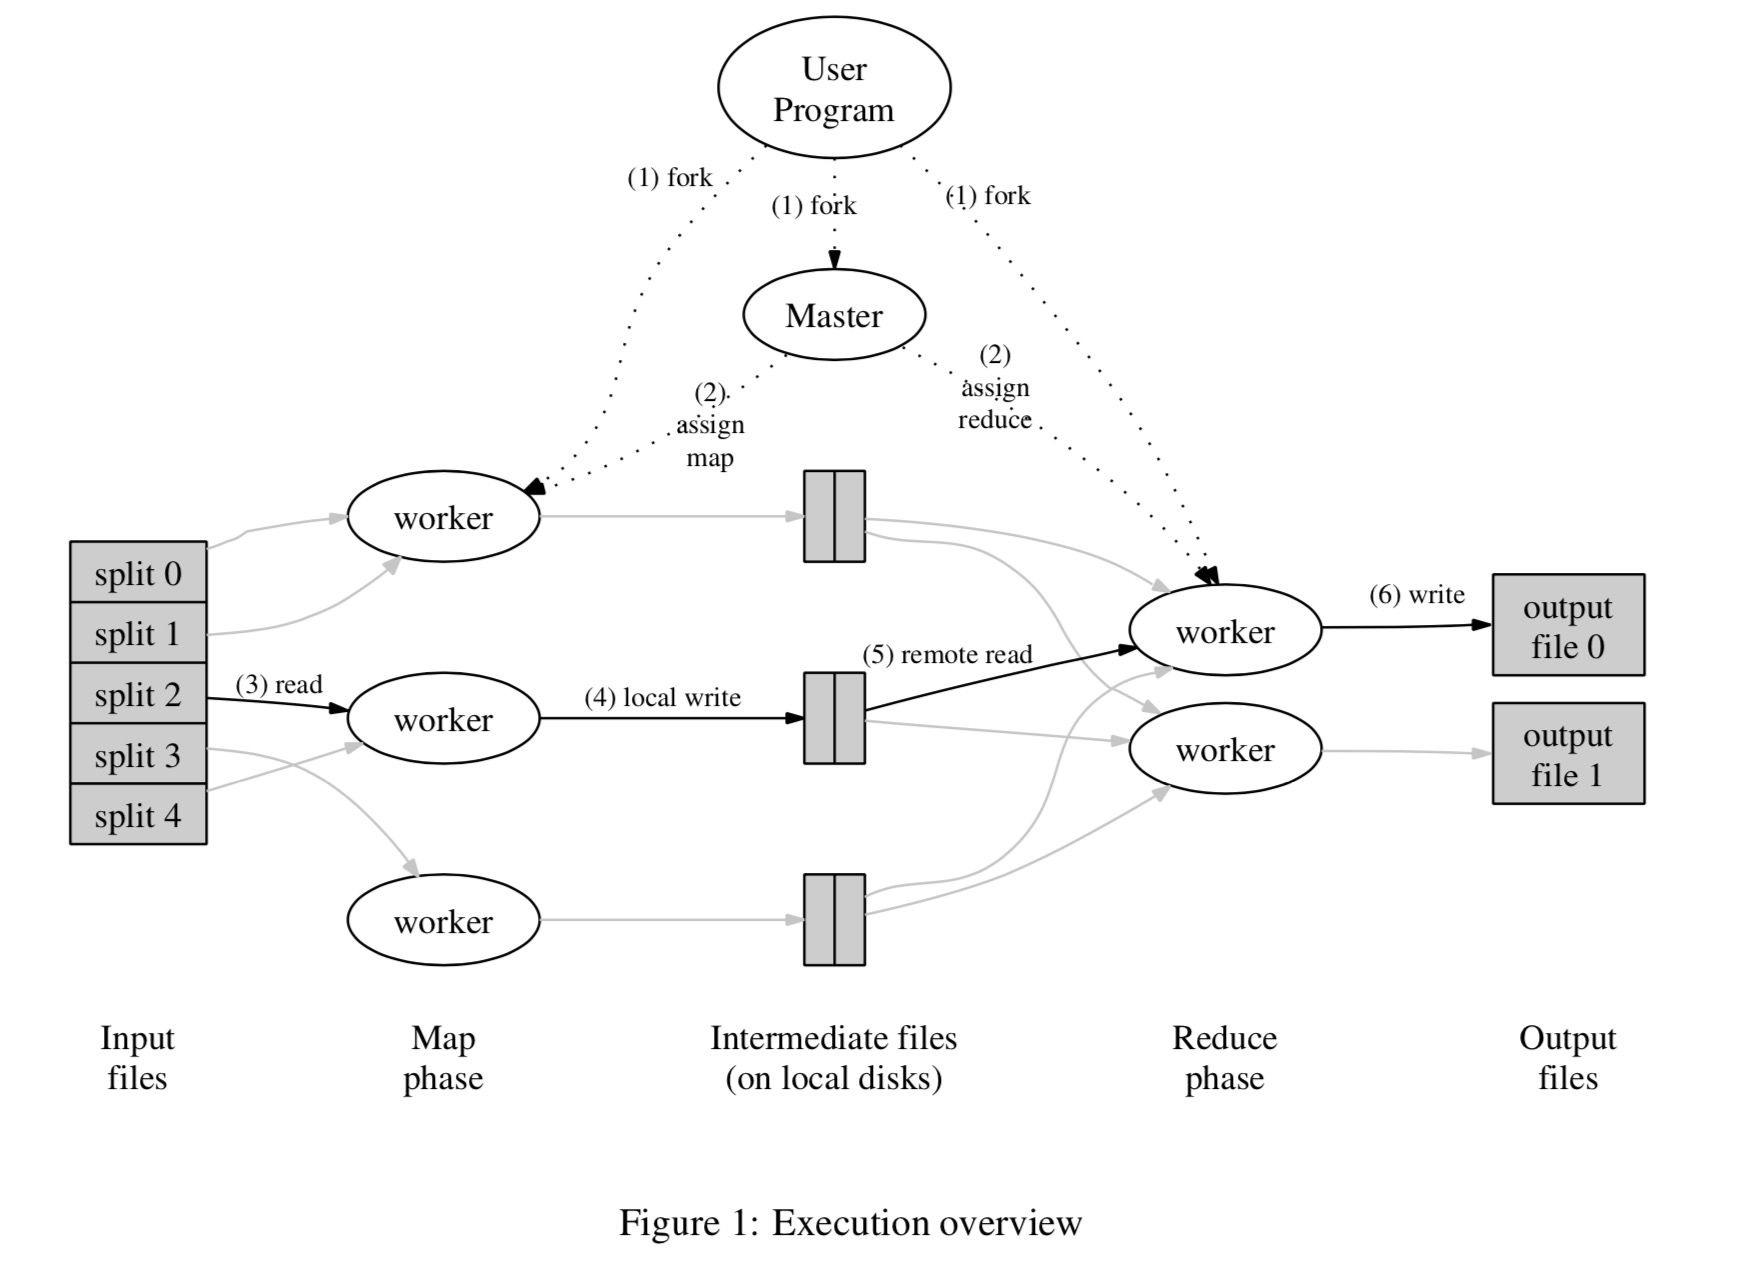 User
Program
(1) fork
(1) fork
(1) fork
Master
(2)
assign
map
(2)
assign
reduce
worker
split 0
split 1
split 2
split 3
split 4
(3) read
worker
(4) local write
worker
(5) remote read
worker
worker
(6) write
output
file 0
output
file 1
Input
files
Map
phase
Intermediate files
(on local disks)
Reduce
phase
Output
files
Figure 1: Execution overview